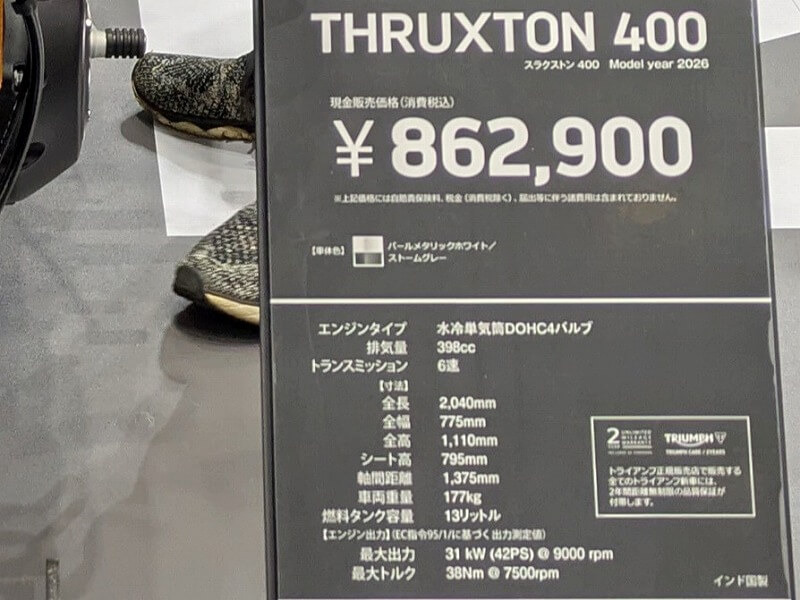 THRUXTON 400
スラクストン 400 Model year 2026
現金販売価格(消費税込)
¥862,900
※上記価格には自賠責保険料、税金(消費税除く)、届出等に伴う諸費用は含まれておりません。
【車体色】 パールメタリックホワイト/
ストームグレー
エンジンタイプ 水冷単気筒DOHC4バルブ
排気量 398cc
トランスミッション 6速
【寸法】
全長 2,040mm
全幅 775mm
全高 1,110mm
シート高 795mm
軸間距離 1,375mm
車両重量 177kg
燃料タンク容量 13リットル
【エンジン出力】(EC指令95/1/に基づく出力測定値)
最大出力 31 kW (42PS) @ 9000 rpm
最大トルク 38Nm @ 7500rpm
2 UNLIMITED MILEAGE WARRANTY
TRIUMPH
トライアンフ正規販売店で販売する
全てのトライアンフ新車には、
2年間距離無制限の品質保証が
付帯します。
インド国製